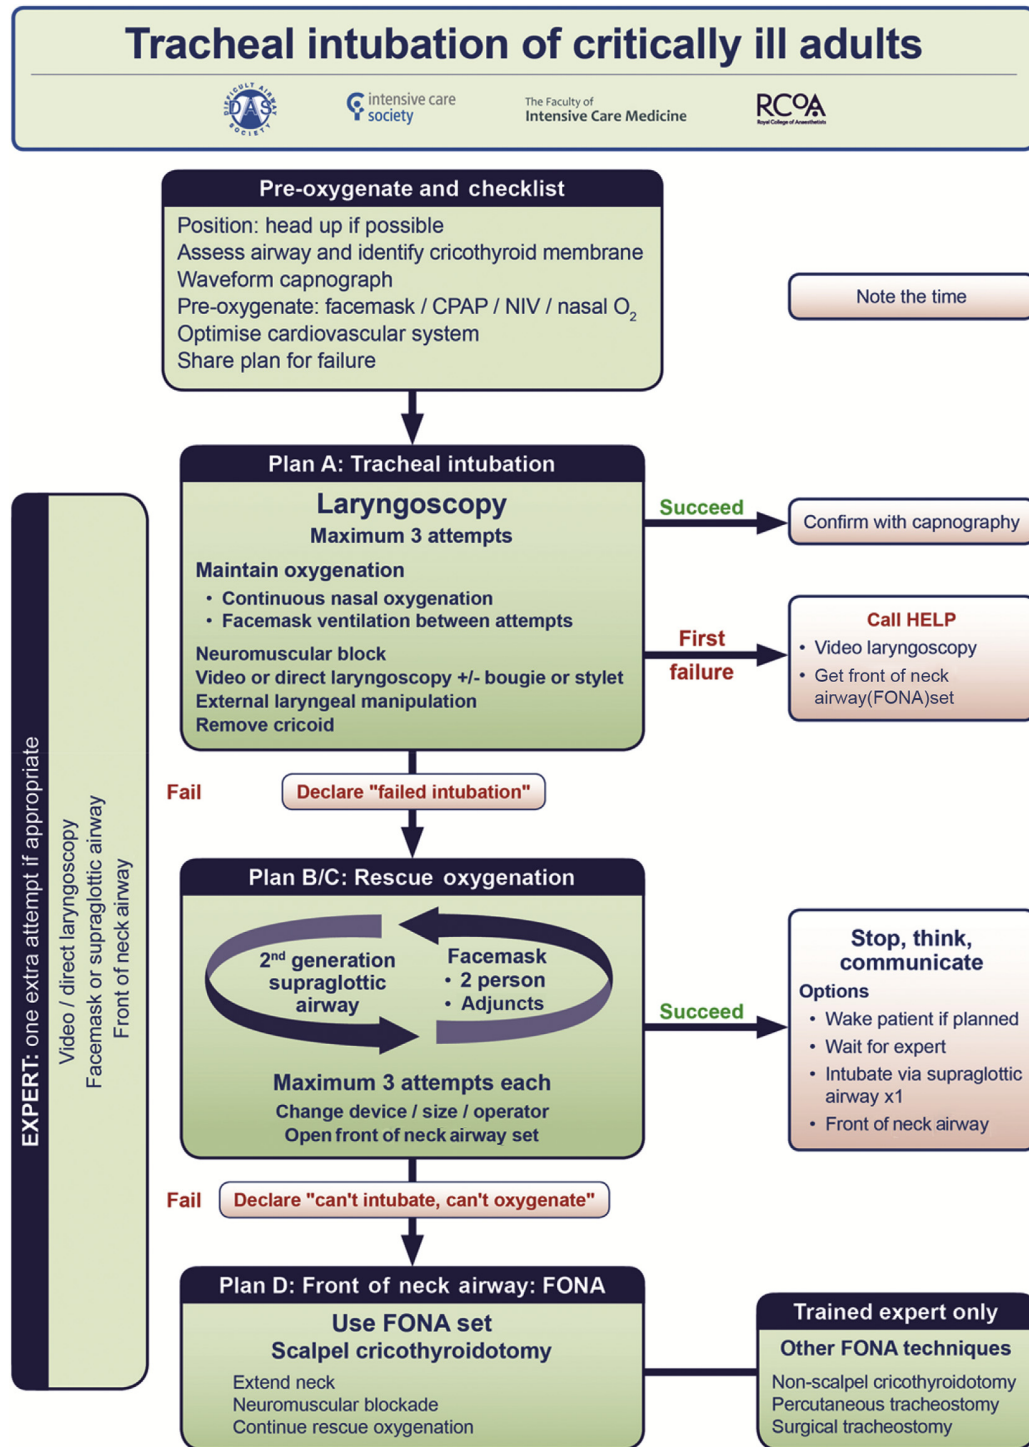 Tracheal intubation of critically ill adults
DIFFICULT AIRWAY
DAS
SOCIETY
intensive care
society
The Faculty of
Intensive Care Medicine
RCoA
Royal College of Anaesthetists
Pre-oxygenate and checklist
Position: head up if possible
Assess airway and identify cricothyroid membrane
Waveform capnograph
Pre-oxygenate: facemask / CPAP / NIV / nasal O₂
Optimise cardiovascular system
Share plan for failure
Note the time
Plan A: Tracheal intubation
Laryngoscopy
Maximum 3 attempts
Maintain oxygenation
• Continuous nasal oxygenation
• Facemask ventilation between attempts
Neuromuscular block
Video or direct laryngoscopy +/- bougie or stylet
External laryngeal manipulation
Remove cricoid
Succeed
Confirm with capnography
First
failure
Call HELP
• Video laryngoscopy
• Get front of neck
airway(FONA)set
Fail
Declare "failed intubation"
EXPERT: one extra attempt if appropriate
Video / direct laryngoscopy
Facemask or supraglottic airway
Front of neck airway
Plan B/C: Rescue oxygenation
2nd generation
supraglottic
airway
Facemask
• 2 person
• Adjuncts
Maximum 3 attempts each
Change device / size / operator
Open front of neck airway set
Succeed
Stop, think,
communicate
Options
• Wake patient if planned
• Wait for expert
• Intubate via supraglottic
airway x1
• Front of neck airway
Fail
Declare "can't intubate, can't oxygenate"
Plan D: Front of neck airway: FONA
Use FONA set
Scalpel cricothyroidotomy
Extend neck
Neuromuscular blockade
Continue rescue oxygenation
Trained expert only
Other FONA techniques
Non-scalpel cricothyroidotomy
Percutaneous tracheostomy
Surgical tracheostomy